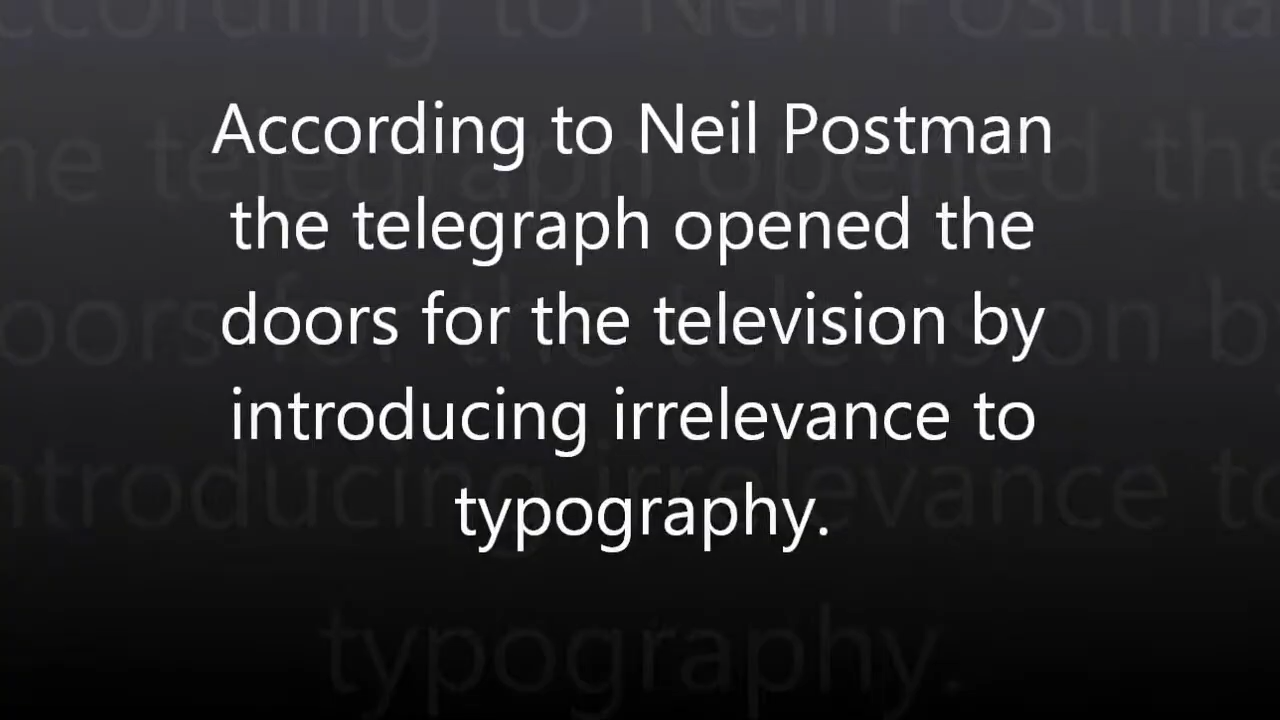 According to Neil Postman
the telegraph opened the
doors for the television by
introducing irrelevance to
typography.